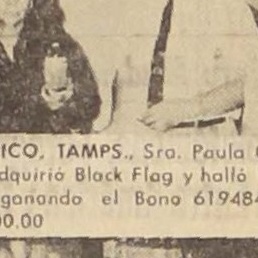 ICO, TAMPS., Sra. Paula
dquirió Black Flag y halló
ganando el Bono 619484
00.00